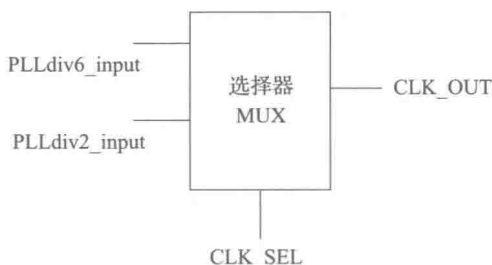 PLLdiv6_input
选择器
MUX
CLK_OUT
PLLdiv2_input
CLK_SEL